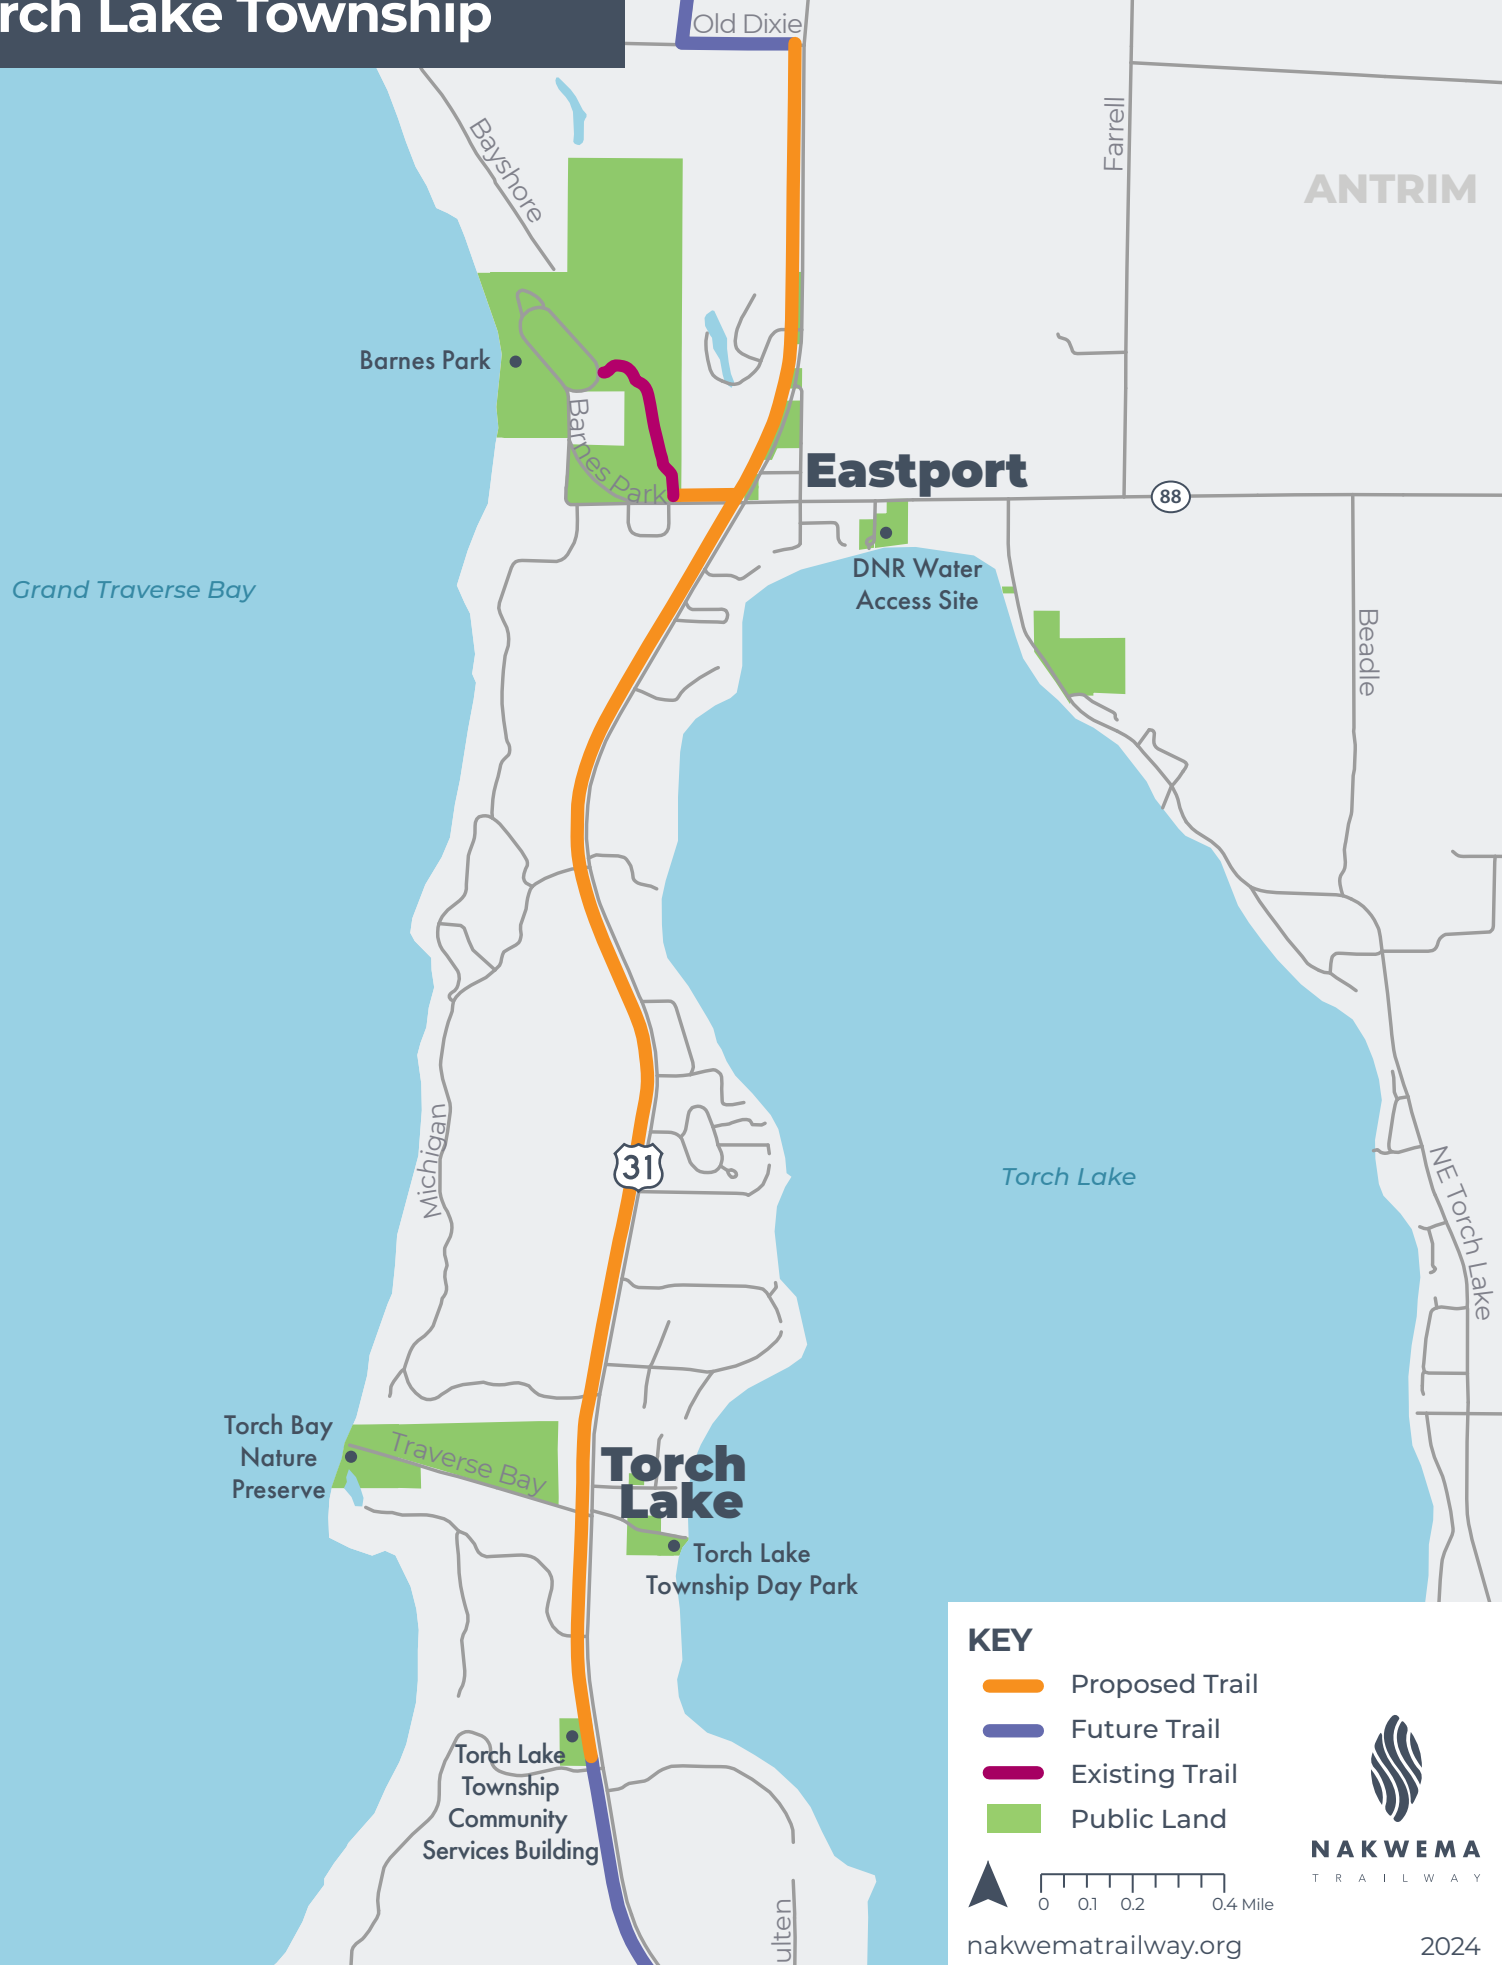 rch Lake Township
Old Dixie
Bayshore
Farrell
ANTRIM
Barnes Park
Barnes Park
Eastport
88
DNR Water
Access Site
Grand Traverse Bay
Beadle
Michigan
31
Torch Lake
NE Torch Lake
Torch Bay
Nature
Preserve
Traverse Bay
Torch
Lake
Torch Lake
Township Day Park
Torch Lake
Township
Community
Services Building
ulten
KEY
Proposed Trail
Future Trail
Existing Trail
Public Land
0 0.1 0.2 0.4 Mile
NAKWEMA
TRAILWAY
nakwematrailway.org
2024